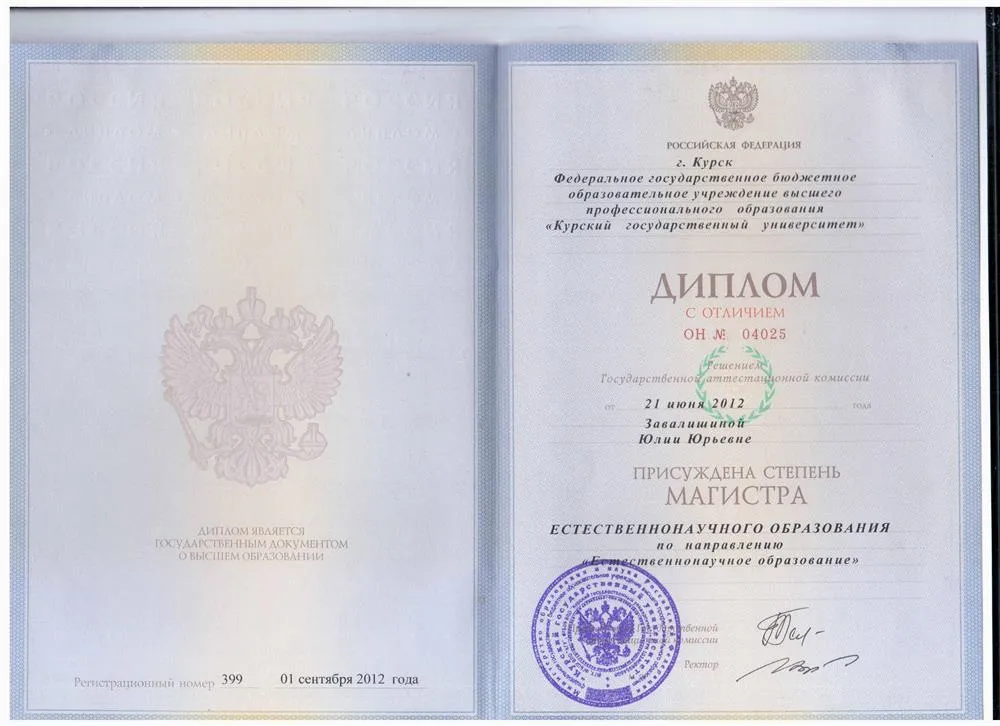 ДИПЛОМ ЯВЛЯЕТСЯ
ГОСУДАРСТВЕННЫМ ДОКУМЕНТОМ
О ВЫСШЕМ ОБРАЗОВАНИИ
Регистрационный номер 399 01 сентября 2012 года
РОССИЙСКАЯ ФЕДЕРАЦИЯ
г. Курск
Федеральное государственное бюджетное
образовательное учреждение высшего
профессионального образования
«Курский государственный университет»
ДИПЛОМ
С ОТЛИЧИЕМ
ОН № 04025
Решением
Государственной аттестационной комиссии
от 21 июня 2012 года
Завалишиной
Юлии Юрьевне
ПРИСУЖДЕНА СТЕПЕНЬ
МАГИСТРА
ЕСТЕСТВЕННОНАУЧНОГО ОБРАЗОВАНИЯ
по направлению
«Естественнонаучное образование»
комиссии
Ректор